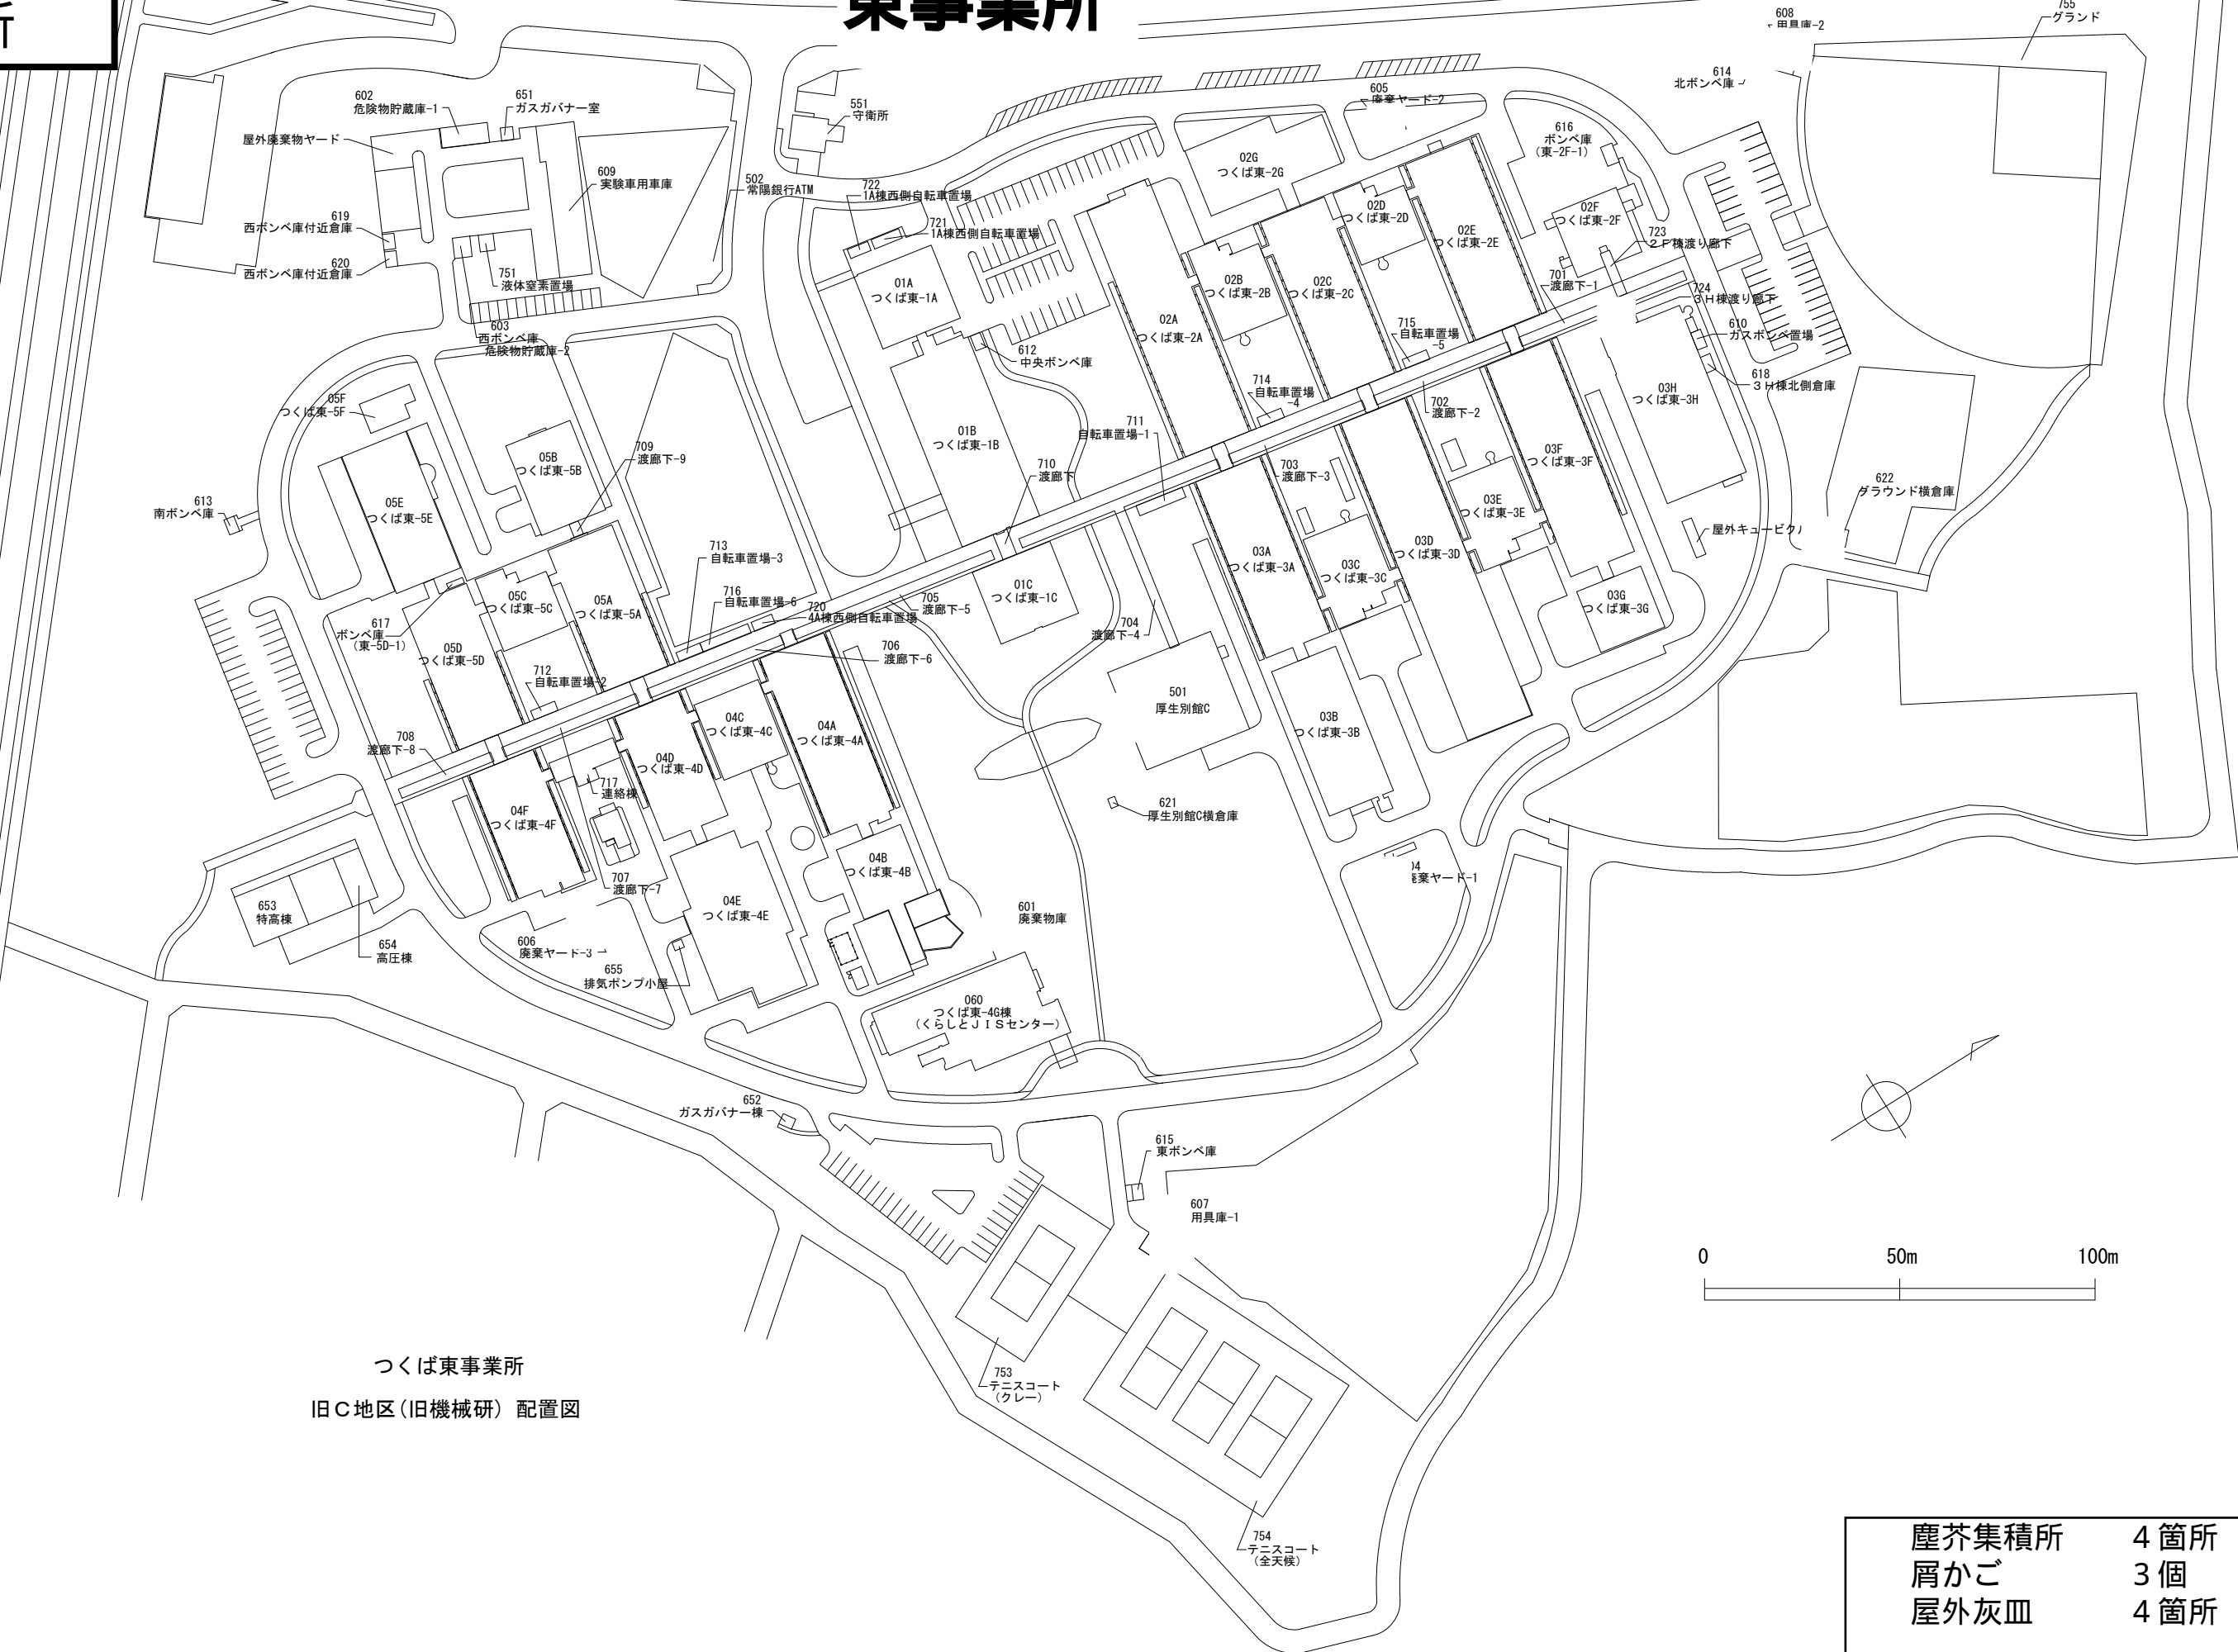 所
東事業所
755
グランド
608
用具庫-2
614
北ボンベ庫
602
危険物貯蔵庫-1
651
ガスガバナー室
551
守衛所
605
廃棄ヤード-2
616
ボンベ庫
(東-2F-1)
屋外廃棄物ヤード
609
実験車用車庫
502
常陽銀行ATM
722
1A棟西側自転車置場
721
1A棟西側自転車置場
02G
つくば東-2G
02D
つくば東-2D
02E
つくば東-2E
02F
つくば東-2F
723
2F棟渡り廊下
619
西ボンベ庫付近倉庫
620
西ボンベ庫付近倉庫
751
液体窒素置場
01A
つくば東-1A
02B
つくば東-2B
02C
つくば東-2C
701
渡廊下-1
724
3H棟渡り廊下
610
ガスボンベ置場
603
西ボンベ庫
危険物貯蔵庫-2
612
中央ボンベ庫
02A
つくば東-2A
715
自転車置場
-5
618
3H棟北側倉庫
714
自転車置場
-4
03H
つくば東-3H
702
渡廊下-2
05F
つくば東-5F
01B
つくば東-1B
711
自転車置場-1
05B
つくば東-5B
709
渡廊下-9
710
渡廊下
703
渡廊下-3
03F
つくば東-3F
622
グラウンド横倉庫
613
南ボンベ庫
05E
つくば東-5E
03E
つくば東-3E
屋外キュービクル
713
自転車置場-3
03A
つくば東-3A
03C
つくば東-3C
03D
つくば東-3D
716
自転車置場-6
720
4A棟西側自転車置場
705
渡廊下-5
01C
つくば東-1C
03G
つくば東-3G
05C
つくば東-5C
05A
つくば東-5A
617
ボンベ庫
(東-5D-1)
05D
つくば東-5D
706
渡廊下-6
704
渡廊下-4
712
自転車置場-2
501
厚生別館C
03B
つくば東-3B
708
渡廊下-8
04C
つくば東-4C
04A
つくば東-4A
04D
つくば東-4D
717
連絡棟
04F
つくば東-4F
621
厚生別館C横倉庫
04B
つくば東-4B
廃棄ヤード-1
707
渡廊下-7
653
特高棟
654
高圧棟
04E
つくば東-4E
601
廃棄物庫
606
廃棄ヤード-3
655
排気ポンプ小屋
060
つくば東-4G棟
(くらしとJISセンター)
652
ガスガバナー棟
615
東ボンベ庫
607
用具庫-1
0 50m 100m
つくば東事業所
旧C地区(旧機械研) 配置図
753
テニスコート
(クレー)
754
テニスコート
(全天候)
塵芥集積所 4箇所
屑かご 3個
屋外灰皿 4箇所